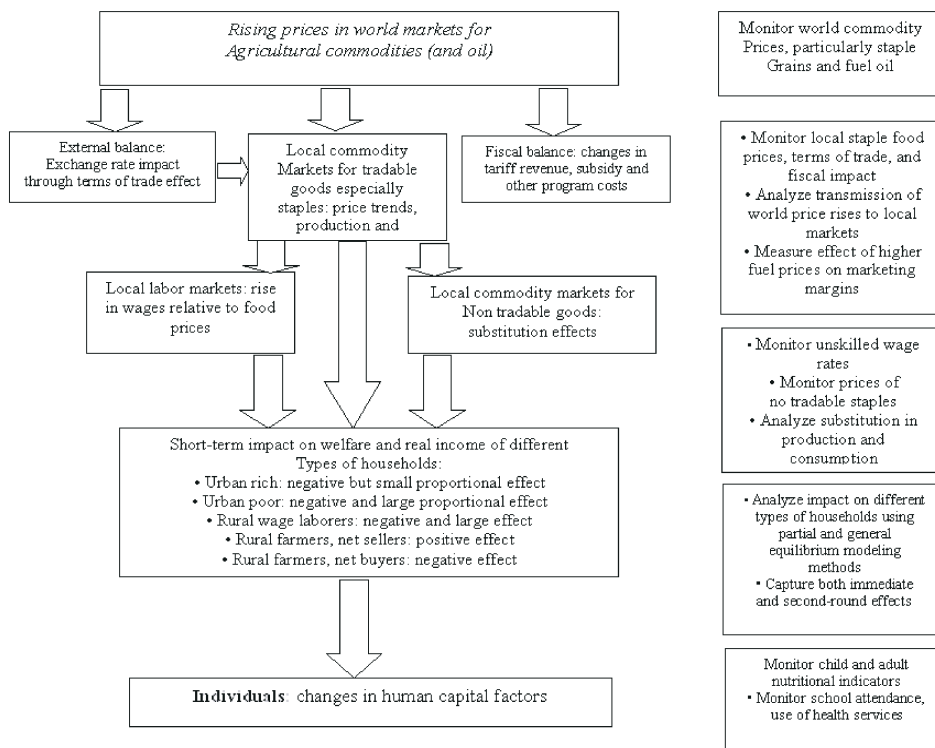 Rising prices in world markets for
Agricultural commodities (and oil)
Monitor world commodity
Prices, particularly staple
Grains and fuel oil
External balance:
Exchange rate impact
through terms of trade effect
Local commodity
Markets for tradable
goods especially
staples: price trends,
production and
Fiscal balance: changes in
tariff revenue, subsidy and
other program costs
• Monitor local staple food
prices, terms of trade, and
fiscal impact
• Analyze transmission of
world price rises to local
markets
• Measure effect of higher
fuel prices on marketing
margins
Local labor markets: rise
in wages relative to food
prices
Local commodity markets for
Non tradable goods:
substitution effects
• Monitor unskilled wage
rates
• Monitor prices of
no tradable staples
• Analyze substitution in
production and
consumption
Short-term impact on welfare and real income of different
Types of households:
• Urban rich: negative but small proportional effect
• Urban poor: negative and large proportional effect
• Rural wage laborers: negative and large effect
• Rural farmers, net sellers: positive effect
• Rural farmers, net buyers: negative effect
• Analyze impact on different
types of households using
partial and general
equilibrium modeling
methods
• Capture both immediate
and second-round effects
Individuals: changes in human capital factors
Monitor child and adult
nutritional indicators
• Monitor school attendance,
use of health services